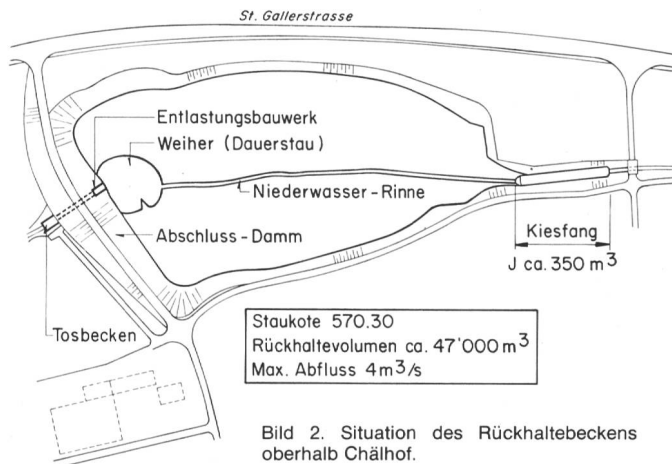 St. Gallerstrasse
Entlastungsbauwerk
Weiher (Dauerstau)
Niederwasser-Rinne
Abschluss-Damm
Kiesfang
J ca. 350 m³
Tosbecken
Staukote 570.30
Rückhaltevolumen ca. 47'000 m³
Max. Abfluss 4 m³/s
Bild 2. Situation des Rückhaltebeckens
oberhalb Chälhof.